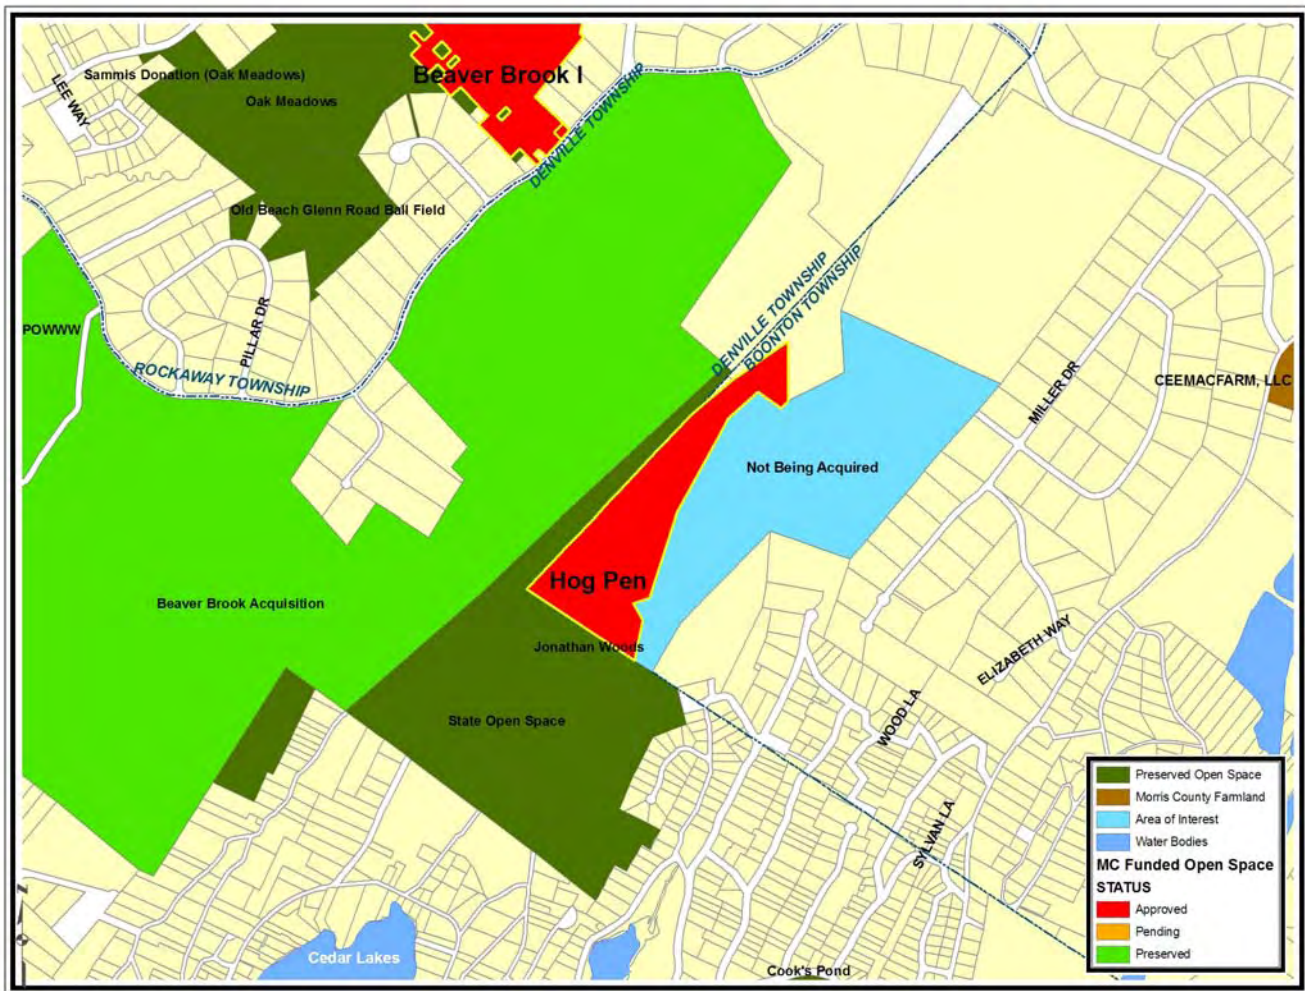 Beaver Brook I
Sammis Donation (Oak Meadows)
LEE WAY
Oak Meadows
DENVILLE TOWNSHIP
Old Beach Glenn Road Ball Field
DENVILLE TOWNSHIP
BOONTON TOWNSHIP
POWWW
PILLAR DR
ROCKAWAY TOWNSHIP
CEEMACFARM, LLC
MILLER DR
Not Being Acquired
Hog Pen
Beaver Brook Acquisition
Jonathan Woods
ELIZABETH WAY
State Open Space
WOOD LA
SYLVAN LA
Cedar Lakes
Cook's Pond
Preserved Open Space
Morris County Farmland
Area of Interest
Water Bodies
MC Funded Open Space
STATUS
Approved
Pending
Preserved
Z